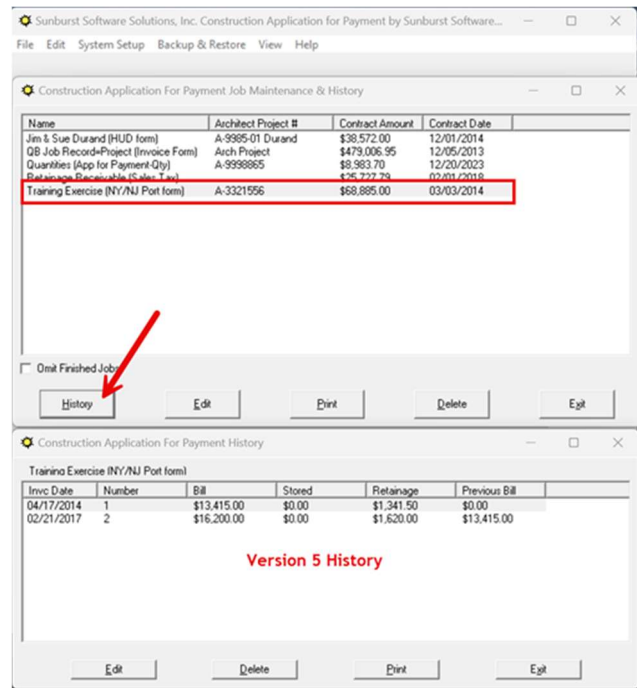 Sunburst Software Solutions, Inc. Construction Application for Payment by Sunburst Software...
File Edit System Setup Backup & Restore View Help
Construction Application For Payment Job Maintenance & History
Name Architect Project # Contract Amount Contract Date
Jim & Sue Durand (HUD form) A-9985-01 Durand $38,572.00 12/01/2014
QB Job Record=Project (Invoice Form) Arch Project $479,006.95 12/05/2013
Quantities (App for Payment-Qty) A-9998865 $8,983.70 12/20/2023
Retainage Receivable (Sales Tax) $25,727.79 02/01/2018
Training Exercise (NY/NJ Port form) A-3321556 $68,885.00 03/03/2014
Omit Finished Jobs
History Edit Print Delete Exit
Construction Application For Payment History
Training Exercise (NY/NJ Port form)
Invc Date Number Bill Stored Retainage Previous Bill
04/17/2014 1 $13,415.00 $0.00 $1,341.50 $0.00
02/21/2017 2 $16,200.00 $0.00 $1,620.00 $13,415.00
Version 5 History
Edit Delete Print Exit